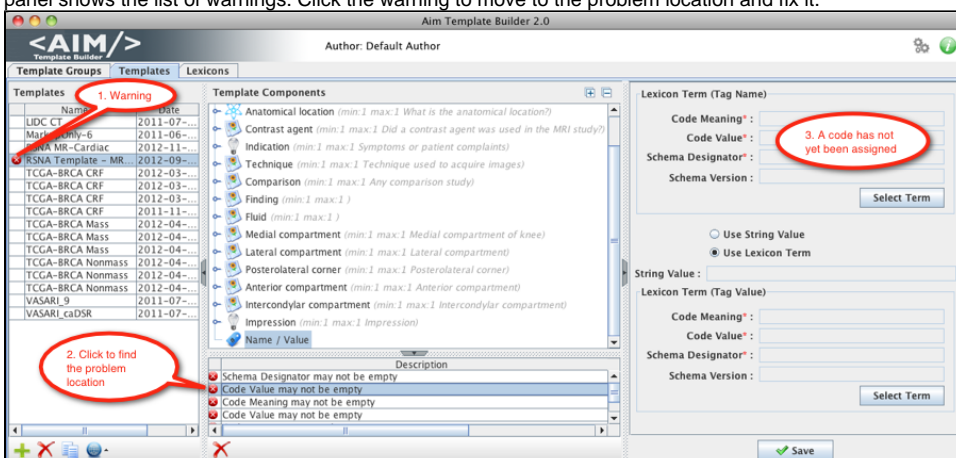 panel shows the list of warnings. Click the warning to move to the problem location and fix it.
Aim Template Builder 2.0
<AIM/>
Template Builder
Author: Default Author
Template Groups Templates Lexicons
Templates
1. Warning
Name Date
LIDC CT 2011-07-...
2011-06-...
RSNA MR-Cardiac 2012-11-...
RSNA Template - MR... 2012-09-...
TCGA-BRCA CRF 2012-03-...
TCGA-BRCA CRF 2012-03-...
TCGA-BRCA CRF 2011-11-...
TCGA-BRCA Mass 2012-04-...
TCGA-BRCA Mass 2012-04-...
TCGA-BRCA Mass 2012-04-...
TCGA-BRCA Nonmass 2012-04-...
TCGA-BRCA Nonmass 2012-04-...
TCGA-BRCA Nonmass 2012-04-...
VASARI_9 2011-07-...
VASARI_caDSR 2011-07-...
2. Click to find
the problem
location
Template Components
Anatomical location (min:1 max:1 What is the anatomical location?)
Contrast agent (min:1 max:1 Did a contrast agent was used in the MRI study?)
Indication (min:1 max:1 Symptoms or patient complaints)
Technique (min:1 max:1 Technique used to acquire images)
Comparison (min:1 max:1 Any comparison study)
Finding (min:1 max:1 )
Fluid (min:1 max:1 )
Medial compartment (min:1 max:1 Medial compartment of knee)
Lateral compartment (min:1 max:1 Lateral compartment)
Posterolateral corner (min:1 max:1 Posterolateral corner)
Anterior compartment (min:1 max:1 Anterior compartment)
Intercondylar compartment (min:1 max:1 Intercondylar compartment)
Impression (min:1 max:1 Impression)
Name / Value
Description
Schema Designator may not be empty
Code Value may not be empty
Code Meaning may not be empty
Code Value may not be empty
Lexicon Term (Tag Name)
Code Meaning* :
Code Value* :
Schema Designator* :
Schema Version :
3. A code has not
yet been assigned
Select Term
Use String Value
Use Lexicon Term
String Value :
Lexicon Term (Tag Value)
Code Meaning* :
Code Value* :
Schema Designator* :
Schema Version :
Select Term
Save